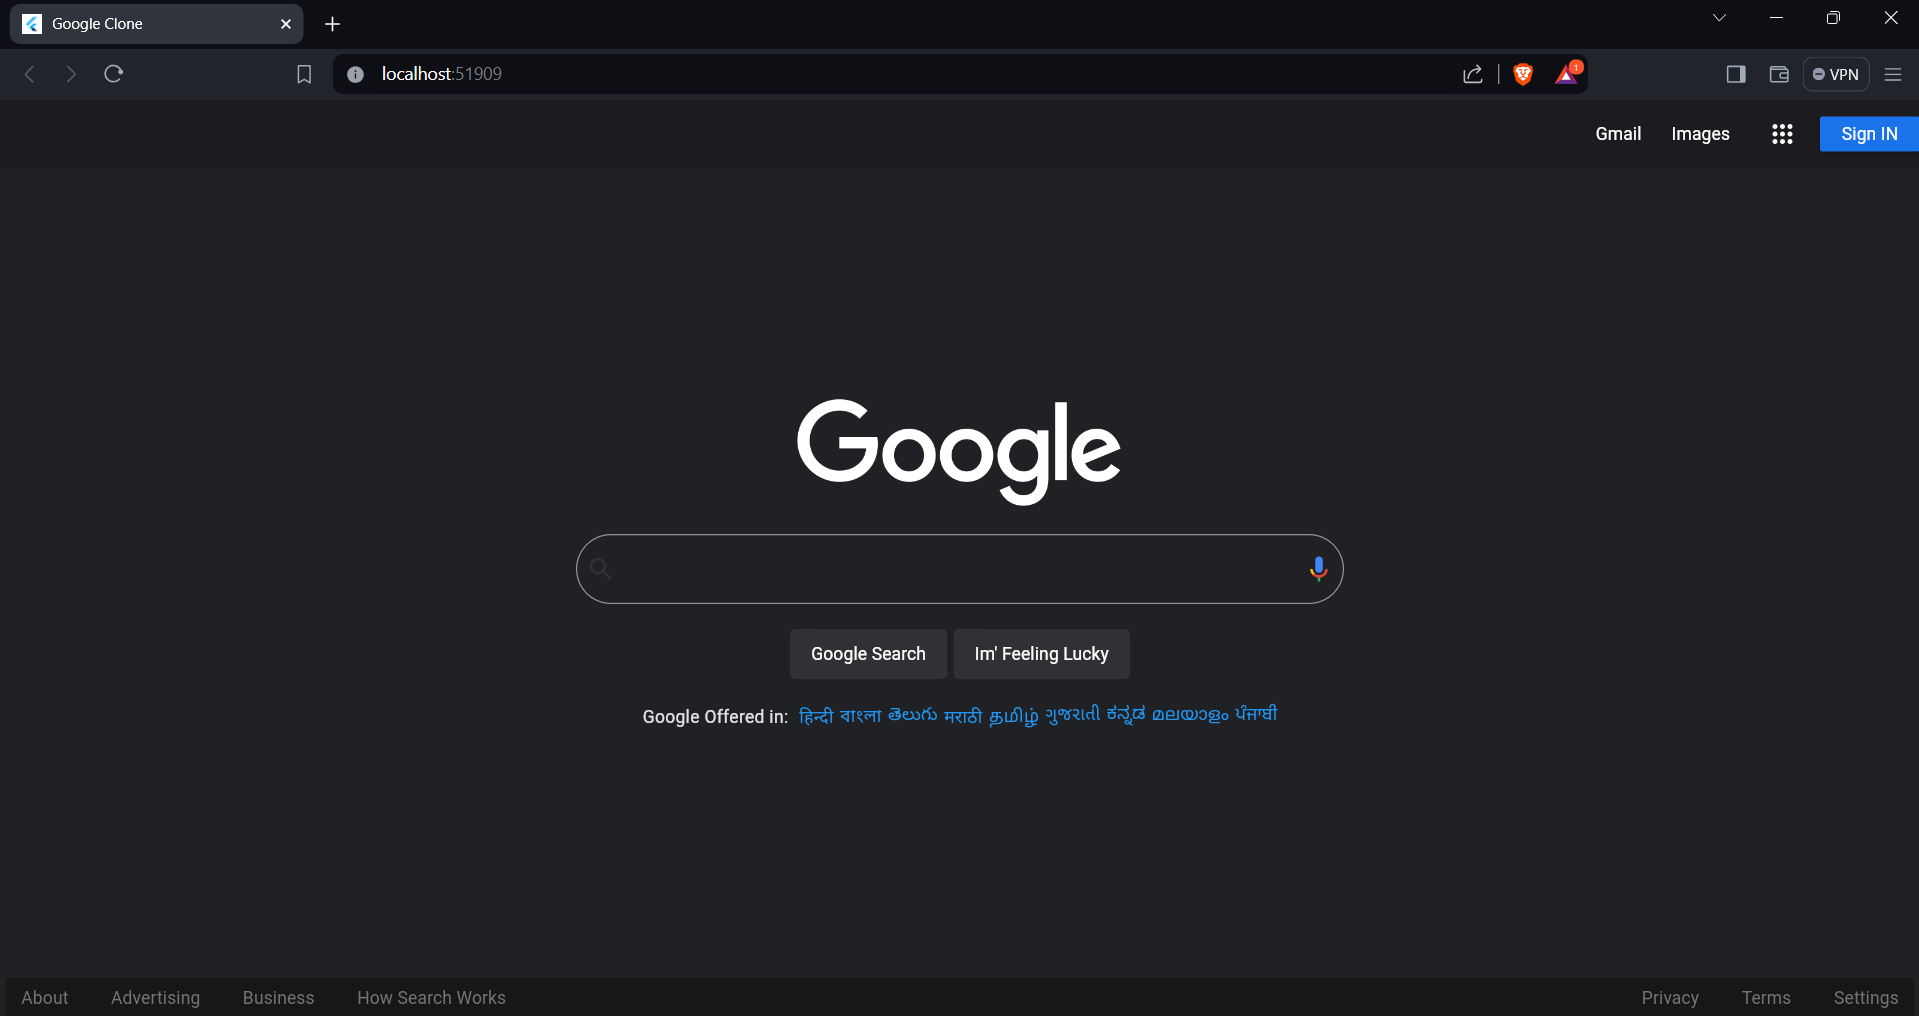 Google Clone
localhost:51909
1
VPN
Gmail Images Sign IN
Google
Google Search Im' Feeling Lucky
Google Offered in: हिन्दी বাংলা తెలుగు मराठी தமிழ் ગુજરાતી ಕನ್ನಡ മലയാളം ਪੰਜਾਬੀ
About Advertising Business How Search Works Privacy Terms Settings